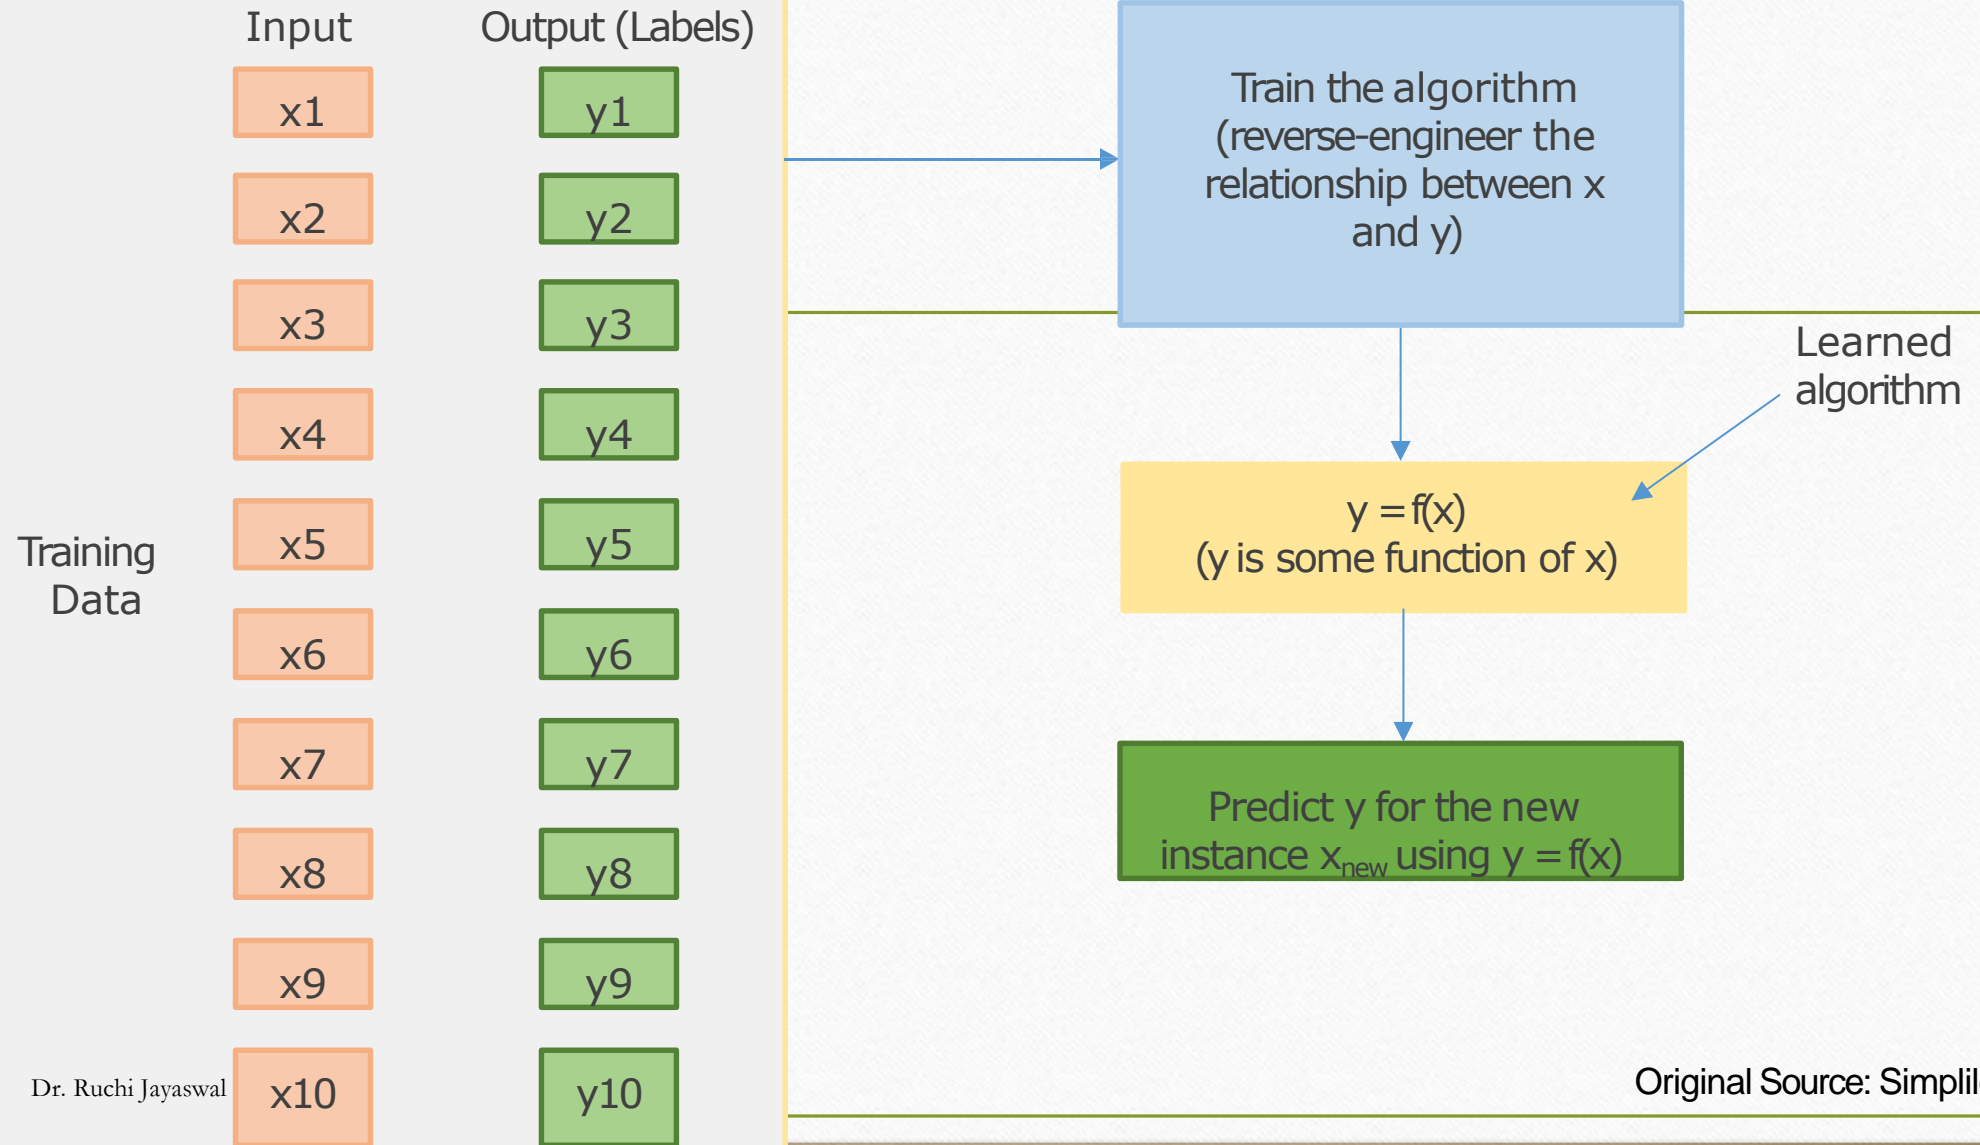 Input Output (Labels)
x1 y1
x2 y2
x3 y3
x4 y4
x5 y5
x6 y6
x7 y7
x8 y8
x9 y9
x10 y10
Training
Data
Dr. Ruchi Jayaswal
Train the algorithm
(reverse-engineer the
relationship between x
and y)
Learned
algorithm
y = f(x)
(y is some function of x)
Predict y for the new
instance xnew using y = f(x)
Original Source: